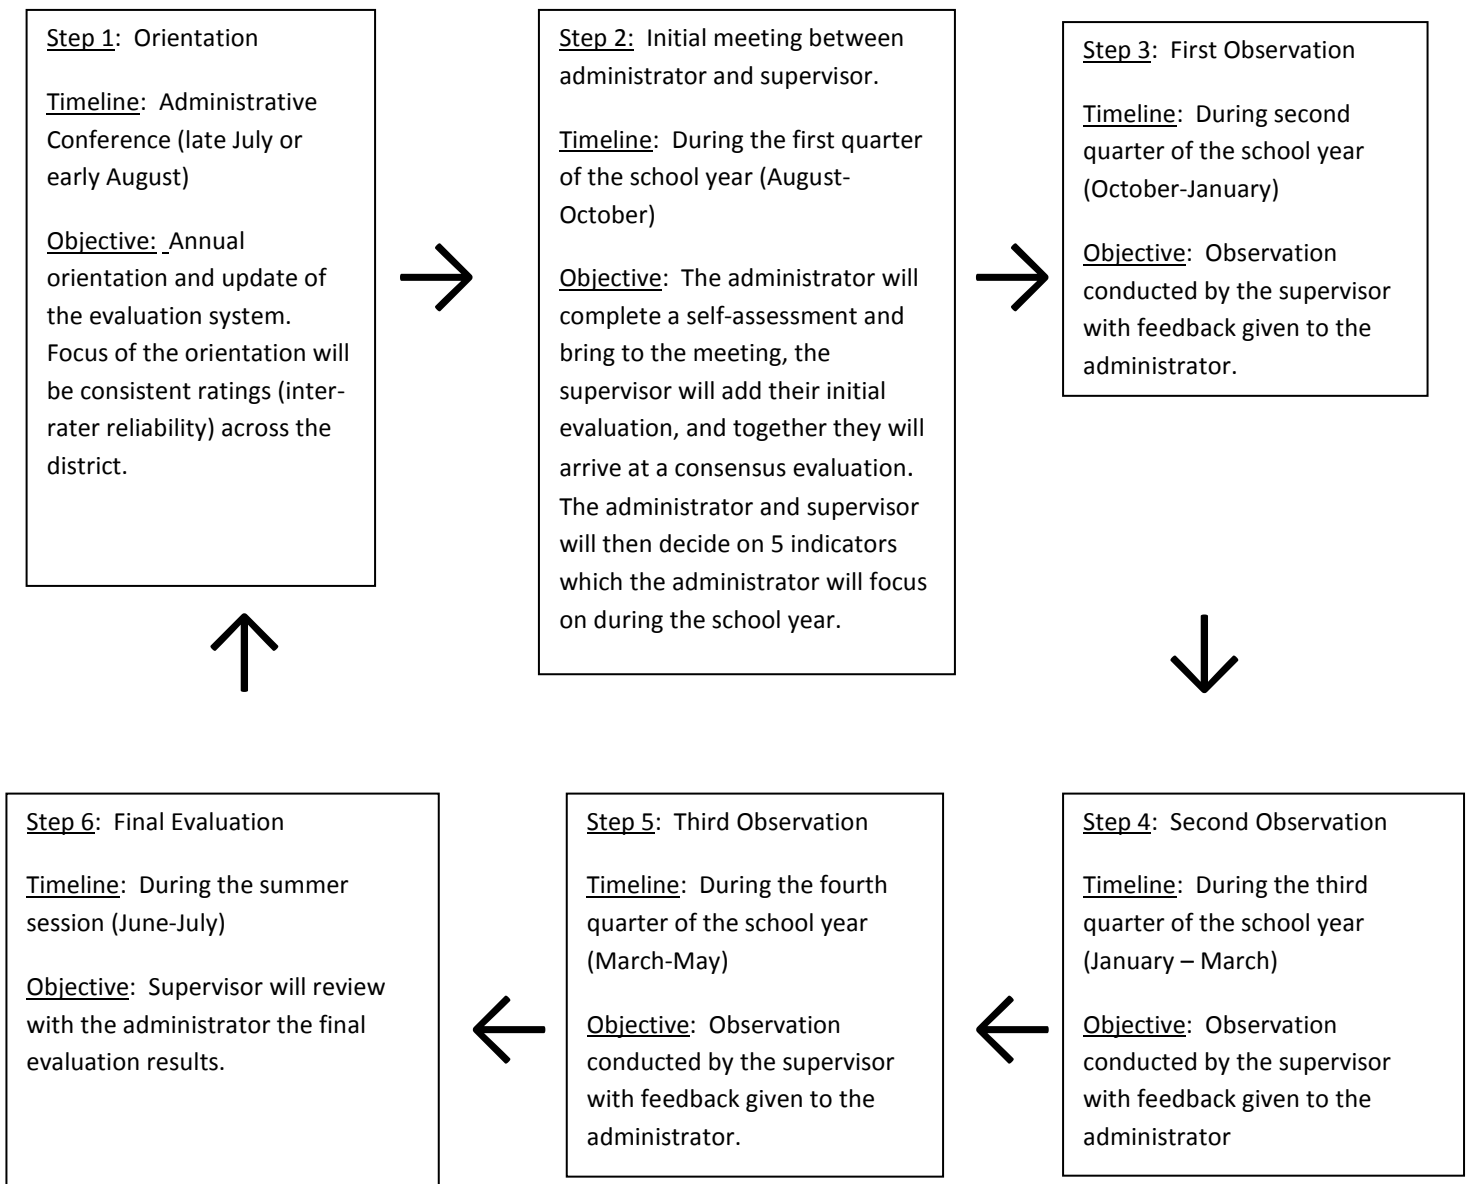 Step 1: Orientation
Timeline: Administrative
Conference (late July or
early August)
Objective: Annual
orientation and update of
the evaluation system.
Focus of the orientation will
be consistent ratings (inter-
rater reliability) across the
district.
Step 2: Initial meeting between
administrator and supervisor.
Timeline: During the first quarter
of the school year (August-
October)
Objective: The administrator will
complete a self-assessment and
bring to the meeting, the
supervisor will add their initial
evaluation, and together they will
arrive at a consensus evaluation.
The administrator and supervisor
will then decide on 5 indicators
which the administrator will focus
on during the school year.
Step 3: First Observation
Timeline: During second
quarter of the school year
(October-January)
Objective: Observation
conducted by the supervisor
with feedback given to the
administrator.
Step 4: Second Observation
Timeline: During the third
quarter of the school year
(January – March)
Objective: Observation
conducted by the supervisor
with feedback given to the
administrator
Step 5: Third Observation
Timeline: During the fourth
quarter of the school year
(March-May)
Objective: Observation
conducted by the supervisor
with feedback given to the
administrator.
Step 6: Final Evaluation
Timeline: During the summer
session (June-July)
Objective: Supervisor will review
with the administrator the final
evaluation results.